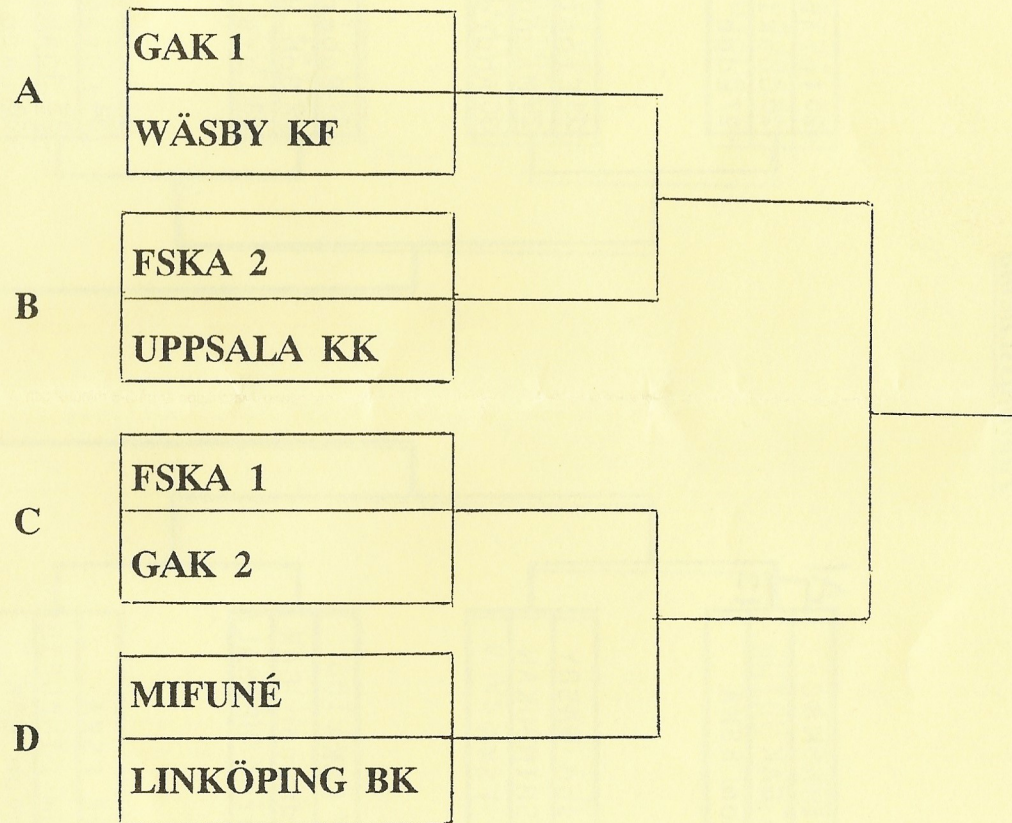 A
GAK 1
WÄSBY KF
B
FSKA 2
UPPSALA KK
C
FSKA 1
GAK 2
D
MIFUNÉ
LINKÖPING BK